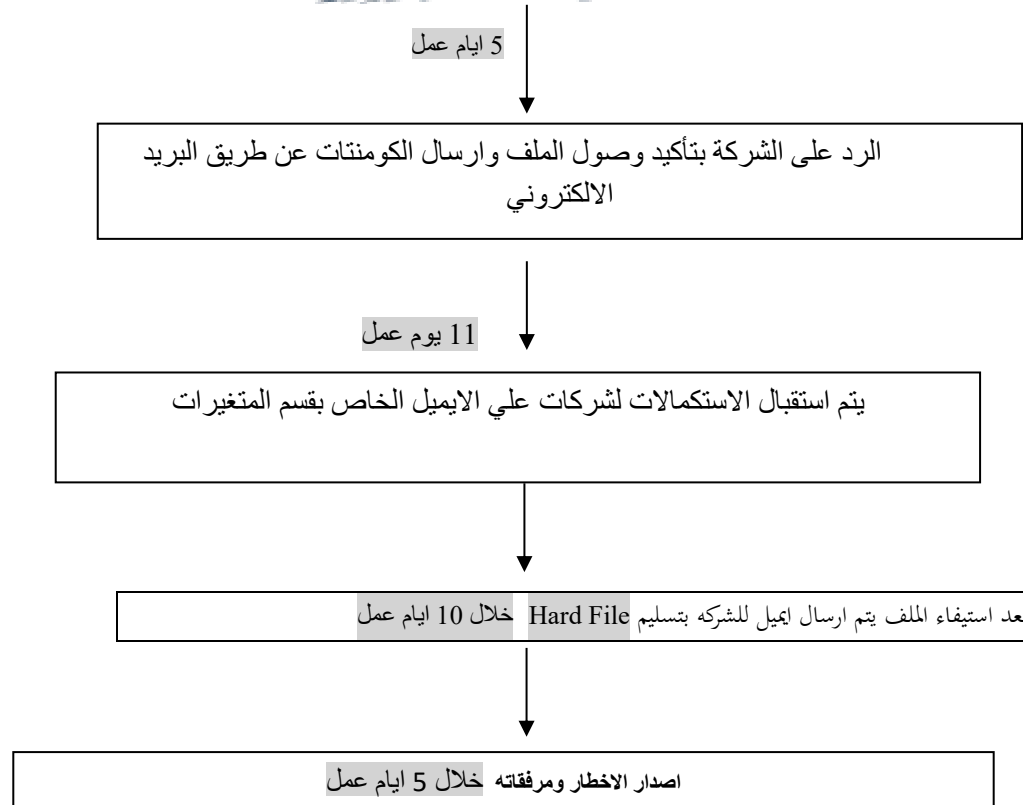 5 ايام عمل
الرد على الشركة بتأكيد وصول الملف وارسال الكومنتات عن طريق البريد
الالكتروني
11 يوم عمل
يتم استقبال الاستكمالات لشركات علي الايميل الخاص بقسم المتغيرات
عد استيفاء الملف يتم ارسال ايميل للشركه بتسليم Hard File خلال 10 ايام عمل
اصدار الاخطار ومرفقاته خلال 5 ايام عمل